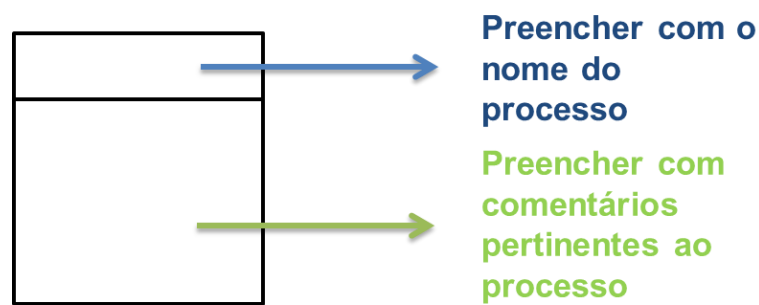 Preencher com o
nome do
processo
Preencher com
comentários
pertinentes ao
processo